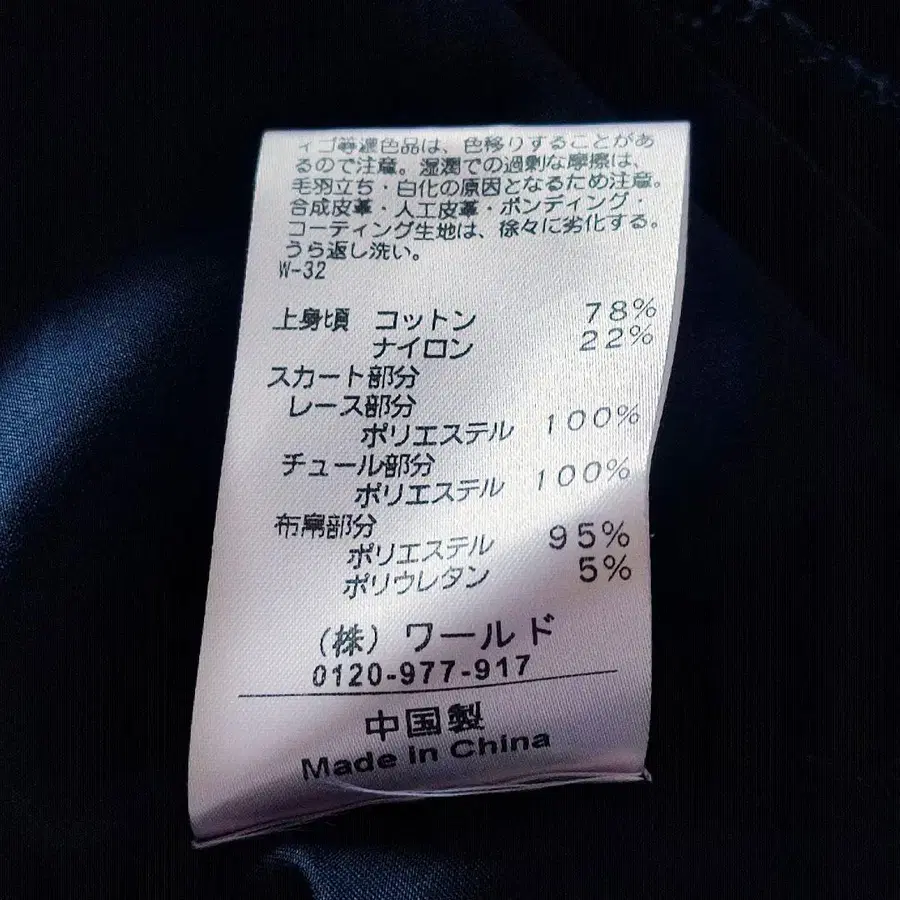 ィゴ等濃色品は、色移りすることがあ
るので注意。湿潤での過剰な摩擦は、
毛羽立ち・白化の原因となるため注意。
合成皮革・人工皮革・ボンディング・
コーティング生地は、徐々に劣化する。
うら返し洗い。
W-32
上身頃 コットン 78%
ナイロン 22%
スカート部分
レース部分
ポリエステル 100%
チュール部分
ポリエステル 100%
布帛部分
ポリエステル 95%
ポリウレタン 5%
（株）ワールド
0120-977-917
中国製
Made in China